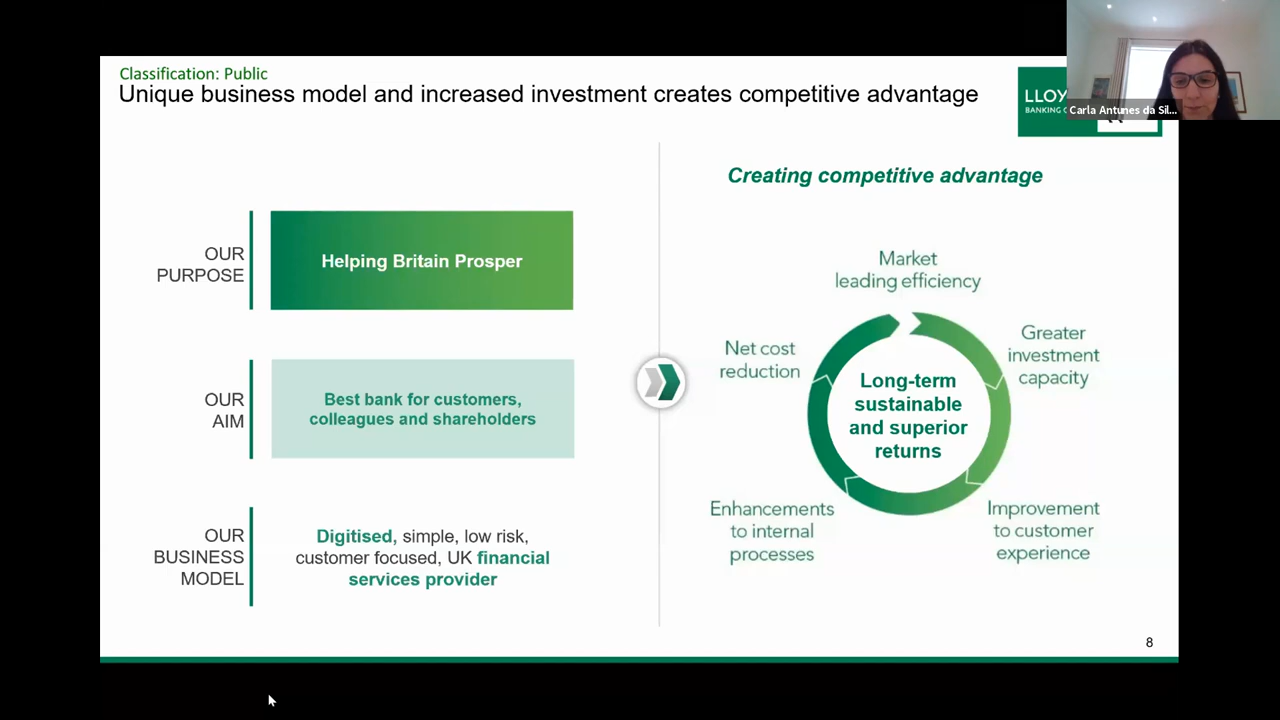 Classification: Public
Unique business model and increased investment creates competitive advantage
LLOY
BANKING
Carla Antunes da Sil...
OUR
PURPOSE
Helping Britain Prosper
OUR
AIM
Best bank for customers,
colleagues and shareholders
OUR
BUSINESS
MODEL
Digitised, simple, low risk,
customer focused, UK financial
services provider
Creating competitive advantage
Market
leading efficiency
Greater
investment
capacity
Improvement
to customer
experience
Enhancements
to internal
processes
Net cost
reduction
Long-term
sustainable
and superior
returns
8